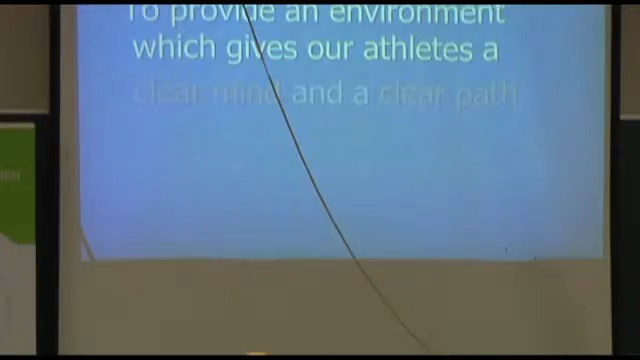 To provide an environment
which gives our athletes a
clear mind and a clear path